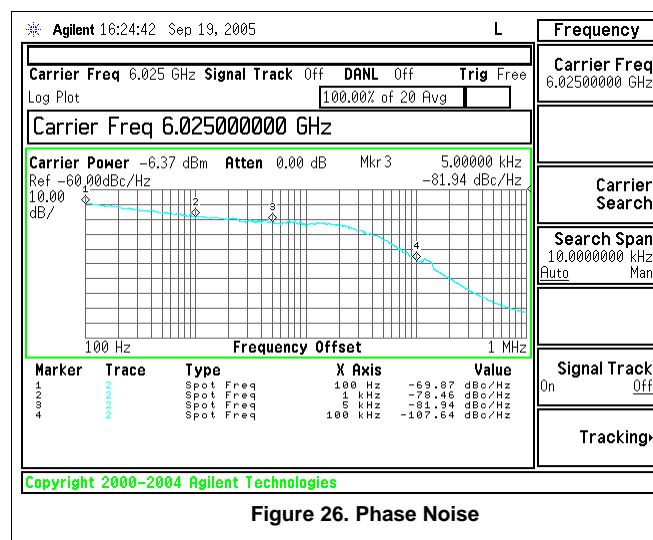 Agilent 16:24:42 Sep 19, 2005 L
Frequency
Carrier Freq 6.025 GHz Signal Track Off DANL Off Trig Free
Log Plot 100.00% of 20 Avg
Carrier Freq 6.025000000 GHz
Carrier Power -6.37 dBm Atten 0.00 dB Mkr 3 5.00000 kHz
Ref -60.00dBc/Hz -81.94 dBc/Hz
10.00
dB/
1
2
3
4
100 Hz Frequency Offset 1 MHz
Marker Trace Type X Axis Value
1 2 Spot Freq 100 Hz -69.87 dBc/Hz
2 2 Spot Freq 1 kHz -78.46 dBc/Hz
3 2 Spot Freq 5 kHz -81.94 dBc/Hz
4 2 Spot Freq 100 kHz -107.64 dBc/Hz
Carrier Freq
6.02500000 GHz
Carrier
Search
Search Span
10.0000000 kHz
Auto Man
Signal Track
On Off
Tracking
Copyright 2000-2004 Agilent Technologies
Figure 26. Phase Noise